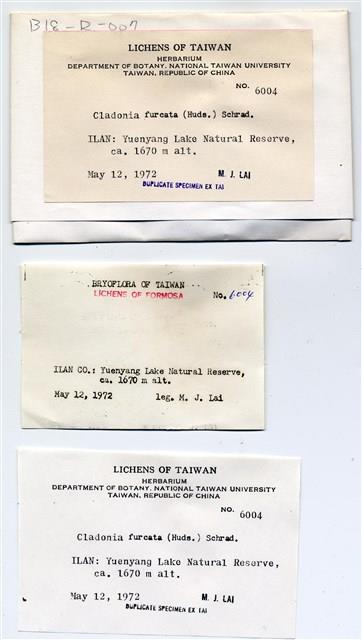 B18-R-007
LICHENS OF TAIWAN
HERBARIUM
DEPARTMENT OF BOTANY, NATIONAL TAIWAN UNIVERSITY
TAIWAN, REPUBLIC OF CHINA
NO. 6004
Cladonia furcata (Huds.) Schrad.
ILAN: Yuenyang Lake Natural Reserve,
ca. 1670 m alt.
May 12, 1972 M. J. LAI
DUPLICATE SPECIMEN EX TAI
BRYOFLORA OF TAIWAN
LICHENS OF FORMOSA No. 6004
ILAN CO.: Yuenyang Lake Natural Reserve,
ca. 1670 m alt.
May 12, 1972 leg. M. J. Lai
LICHENS OF TAIWAN
HERBARIUM
DEPARTMENT OF BOTANY, NATIONAL TAIWAN UNIVERSITY
TAIWAN, REPUBLIC OF CHINA
NO. 6004
Cladonia furcata (Huds.) Schrad.
ILAN: Yuenyang Lake Natural Reserve,
ca. 1670 m alt.
May 12, 1972 M. J. LAI
DUPLICATE SPECIMEN EX TAI